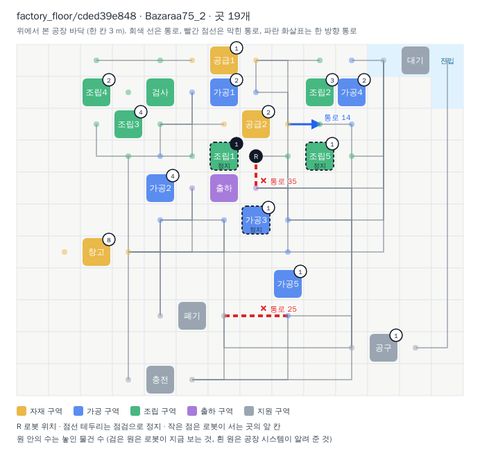 factory_floor/cded39e848 · Bazaraa75_2 · 곳 19개
위에서 본 공장 바닥 (한 칸 3 m). 회색 선은 통로, 빨간 점선은 막힌 통로, 파란 화살표는 한 방향 통로
공급1 1
대기
진입
조립4 2
검사
가공1 2
조립2 3
가공4 2
조립3 4
공급2 2
통로 14
조립1 1
정지
R
조립5 1
정지
✕ 통로 35
가공2 4
출하
가공3 1
정지
창고 8
가공5 1
✕ 통로 25
폐기
공구 1
충전
자재 구역
가공 구역
조립 구역
출하 구역
지원 구역
R 로봇 위치 · 점선 테두리는 점검으로 정지 · 작은 점은 로봇이 서는 곳의 앞 칸
원 안의 수는 놓인 물건 수 (검은 원은 로봇이 지금 보는 것, 흰 원은 공장 시스템이 알려 준 것)